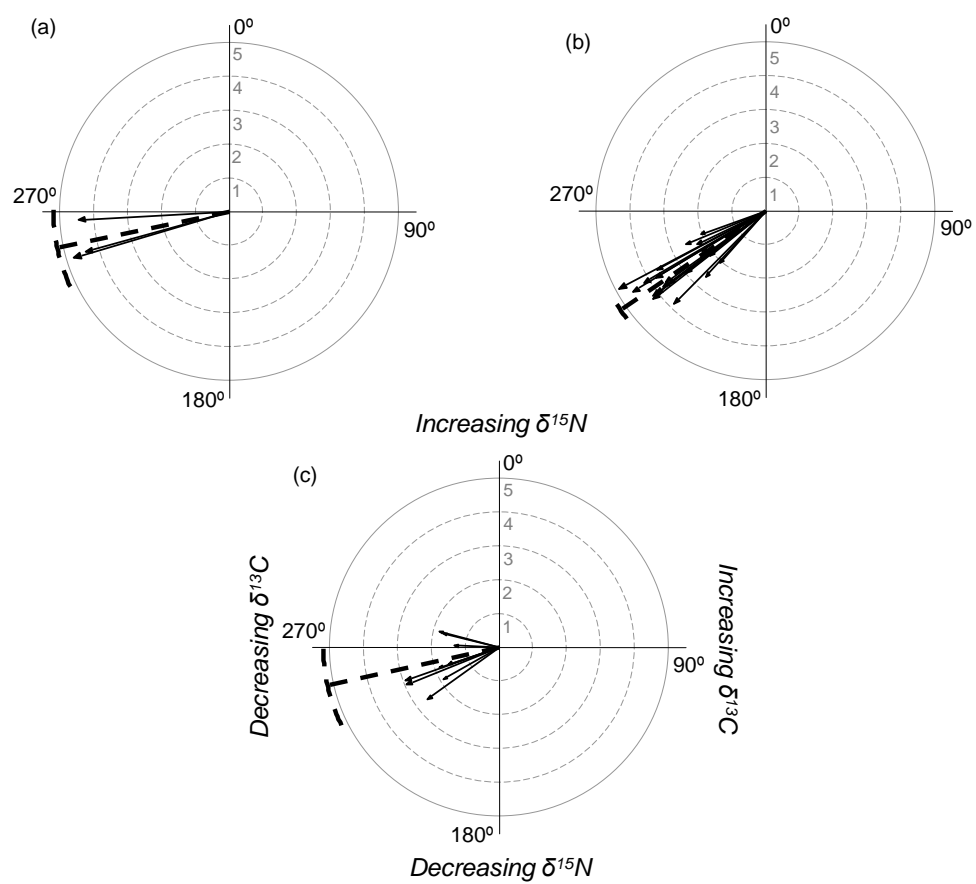 (a)
0º
5
4
3
2
1
270º
90º
180º
(b)
0º
5
4
3
2
1
270º
90º
180º
Increasing δ¹⁵N
(c)
0º
5
4
3
2
1
Decreasing δ¹³C
270º
90º
Increasing δ¹³C
180º
Decreasing δ¹⁵N